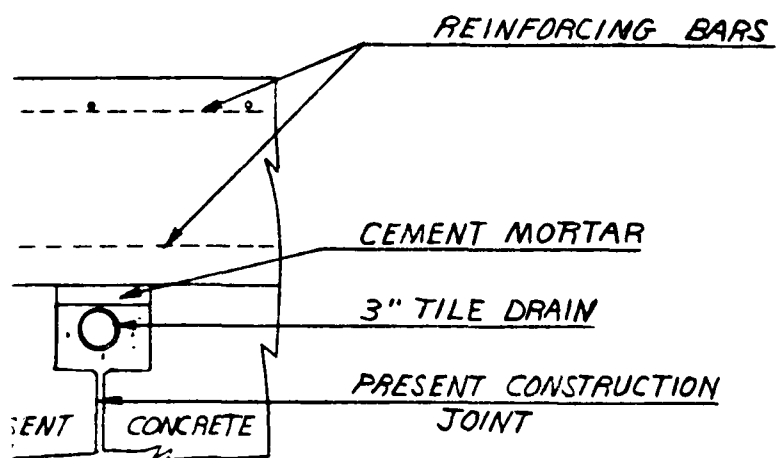 REINFORCING BARS
CEMENT MORTAR
3" TILE DRAIN
PRESENT CONSTRUCTION
JOINT
CONCRETE